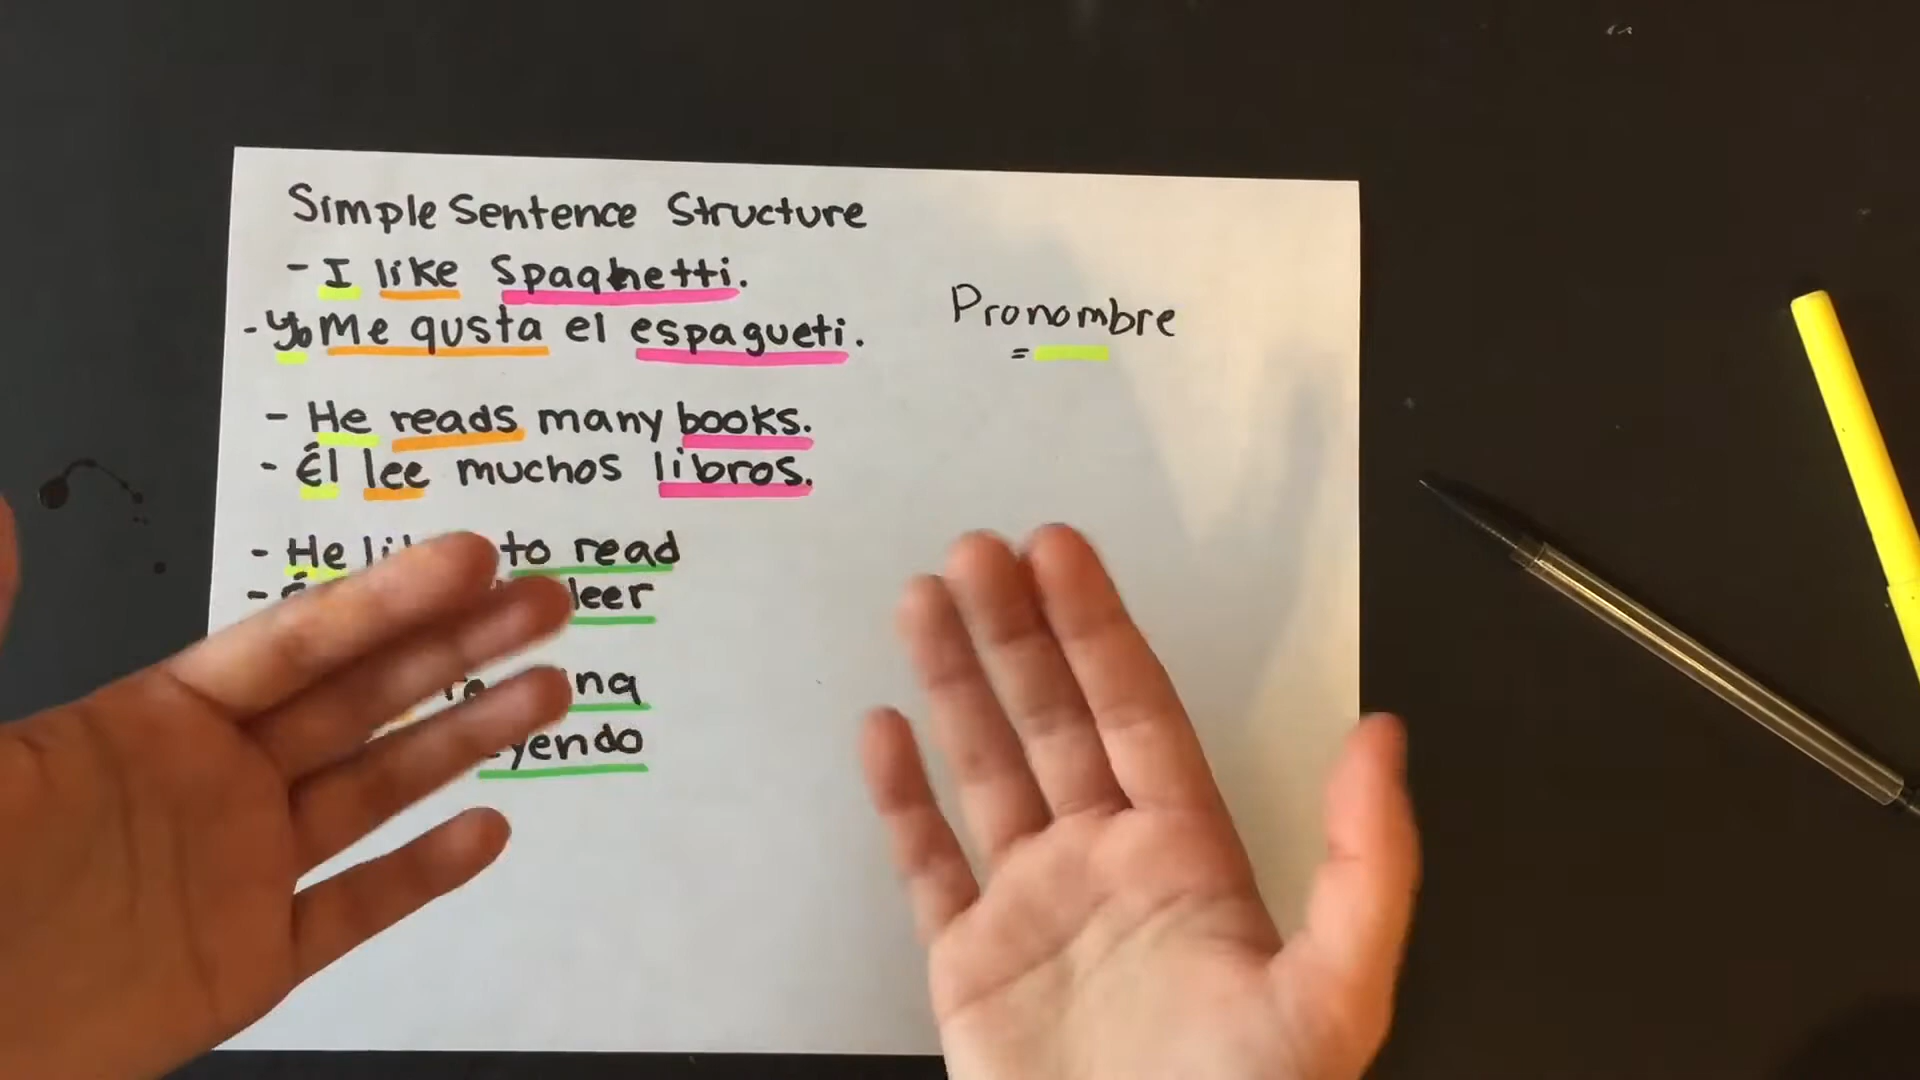 Simple Sentence Structure
- I like Spaghetti.
- Yo Me gusta el espagueti.
Pronombre
=
- He reads many books.
- Él lee muchos libros.
- He to read
- leer